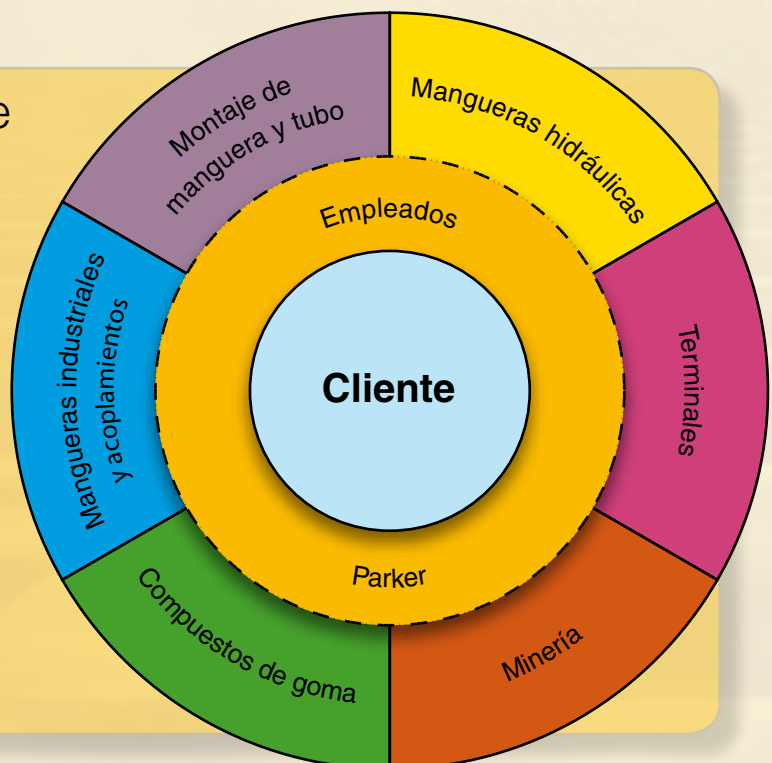 e
Montaje de
manguera y tubo
Mangueras hidráulicas
Empleados
Mangueras industriales
y acoplamientos
Cliente
Terminales
Parker
Compuestos de goma
Minería